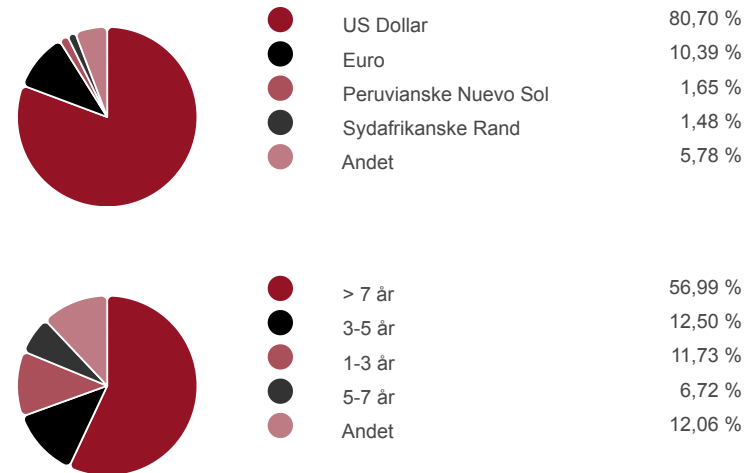 US Dollar 80,70 %
Euro 10,39 %
Peruvianske Nuevo Sol 1,65 %
Sydafrikanske Rand 1,48 %
Andet 5,78 %
> 7 år 56,99 %
3-5 år 12,50 %
1-3 år 11,73 %
5-7 år 6,72 %
Andet 12,06 %